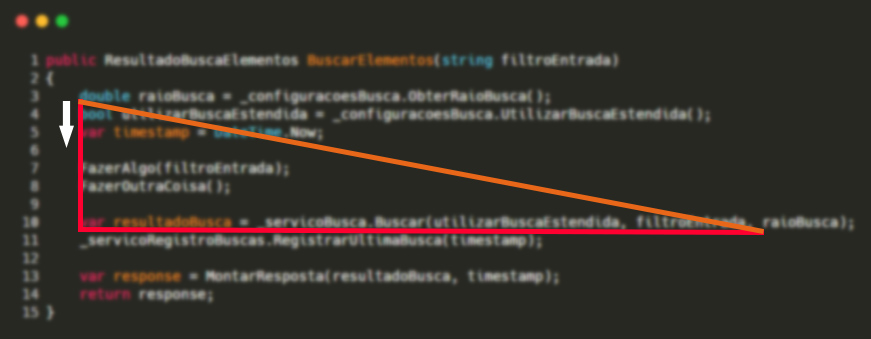 1 public ResultadoBuscaElementos BuscarElementos(string filtroEntrada)
2 {
3 double raioBusca = _configuracoesBusca.ObterRaioBusca();
4 bool utilizarBuscaEstendida = _configuracoesBusca.UtilizarBuscaEstendida();
5 var timestamp = DateTime.Now;
6
7 FazerAlgo(filtroEntrada);
8 FazerOutraCoisa();
9
10 var resultadoBusca = _servicoBusca.Buscar(utilizarBuscaEstendida, filtroEntrada, raioBusca);
11 _servicoRegistroBuscas.RegistrarUltimaBusca(timestamp);
12
13 var response = MontarResposta(resultadoBusca, timestamp);
14 return response;
15 }